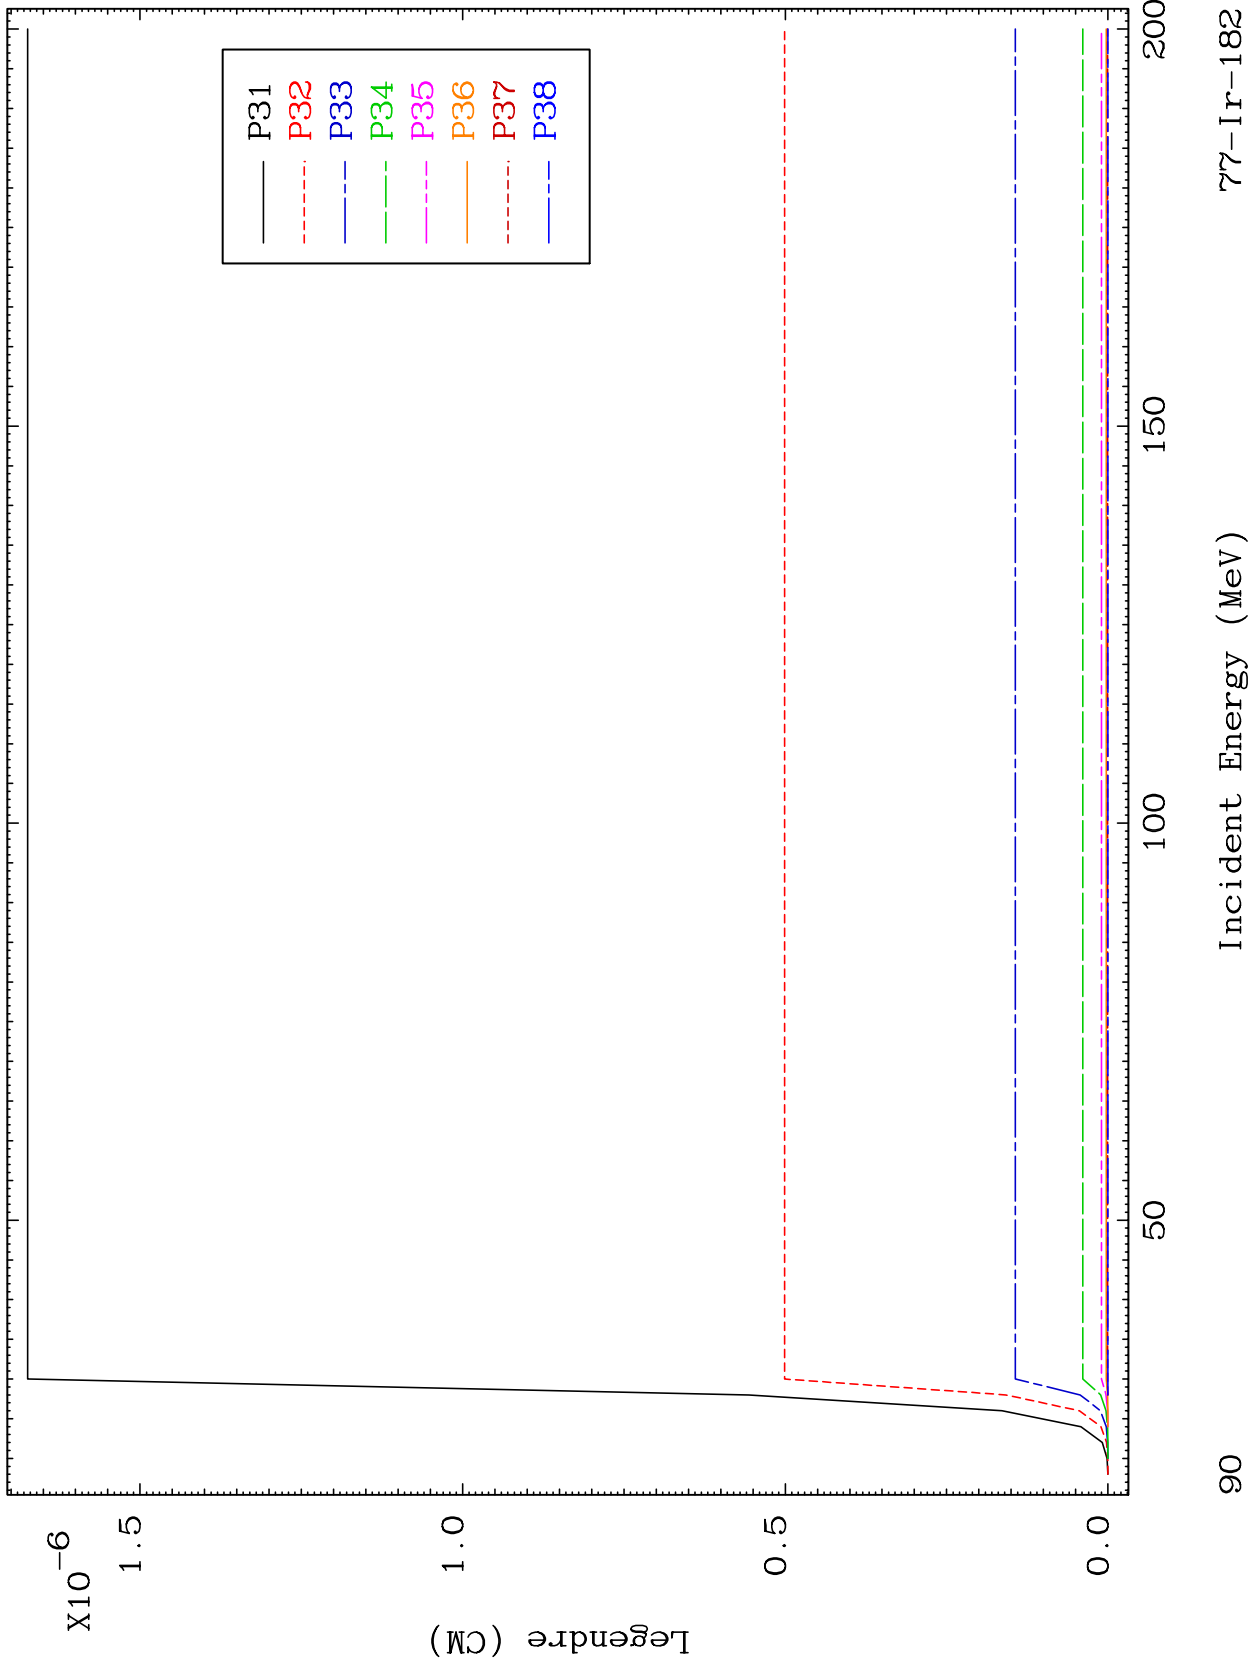 X10-6
1.5
1.0
0.5
0.0
Legendre (CM)
P31
P32
P33
P34
P35
P36
P37
P38
50
100
150
200
90
Incident Energy (MeV)
77-Ir-182